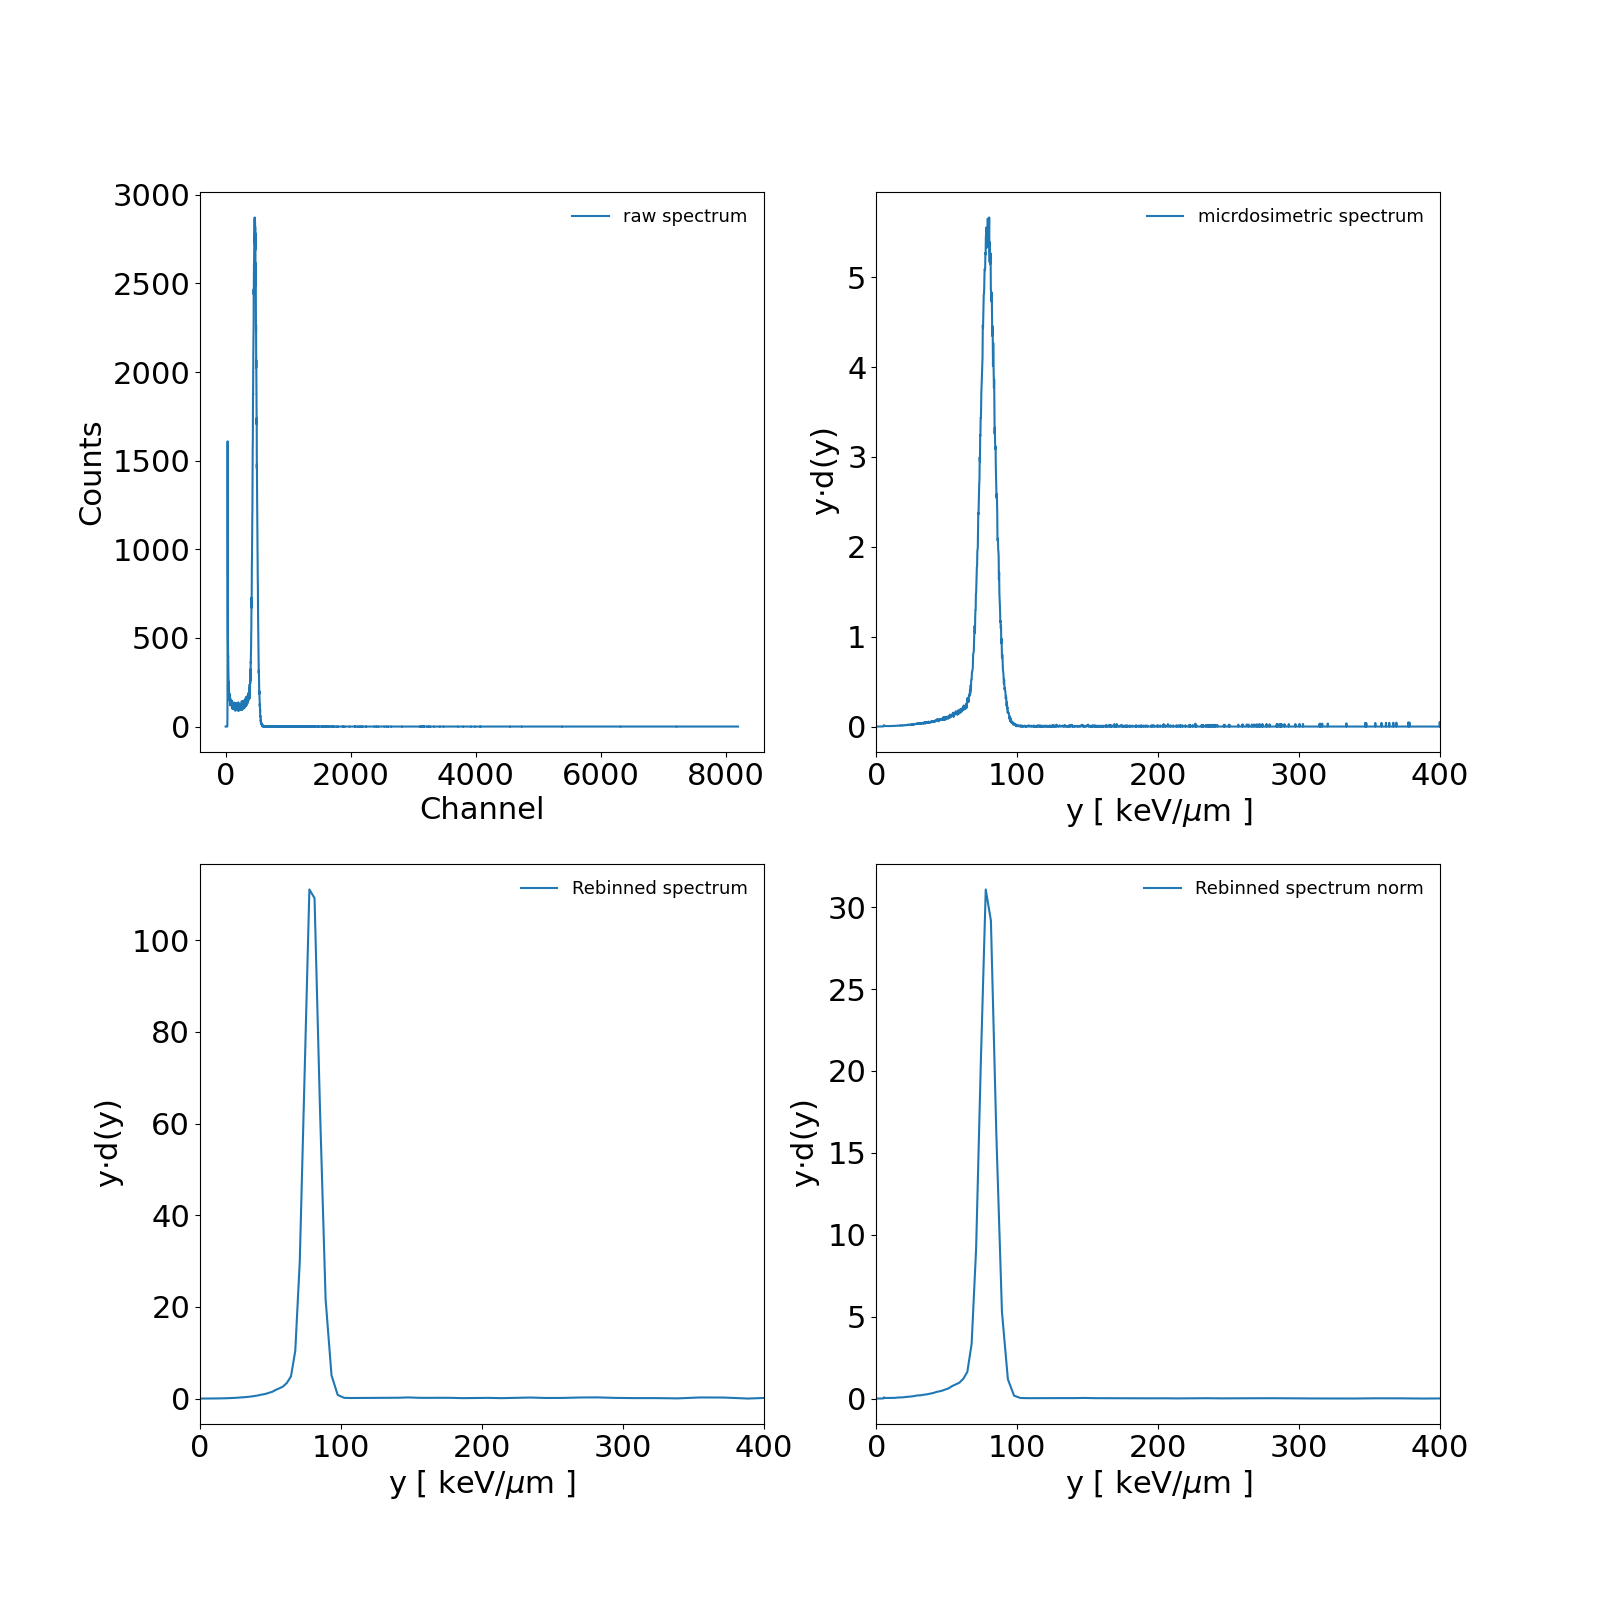 raw spectrum
3000
2500
2000
1500
1000
500
0
Counts
0 2000 4000 6000 8000
Channel
micrdosimetric spectrum
5
4
3
2
1
0
y·d(y)
0 100 200 300 400
y [ keV/μm ]
Rebinned spectrum
100
80
60
40
20
0
y·d(y)
0 100 200 300 400
y [ keV/μm ]
Rebinned spectrum norm
30
25
20
15
10
5
0
y·d(y)
0 100 200 300 400
y [ keV/μm ]